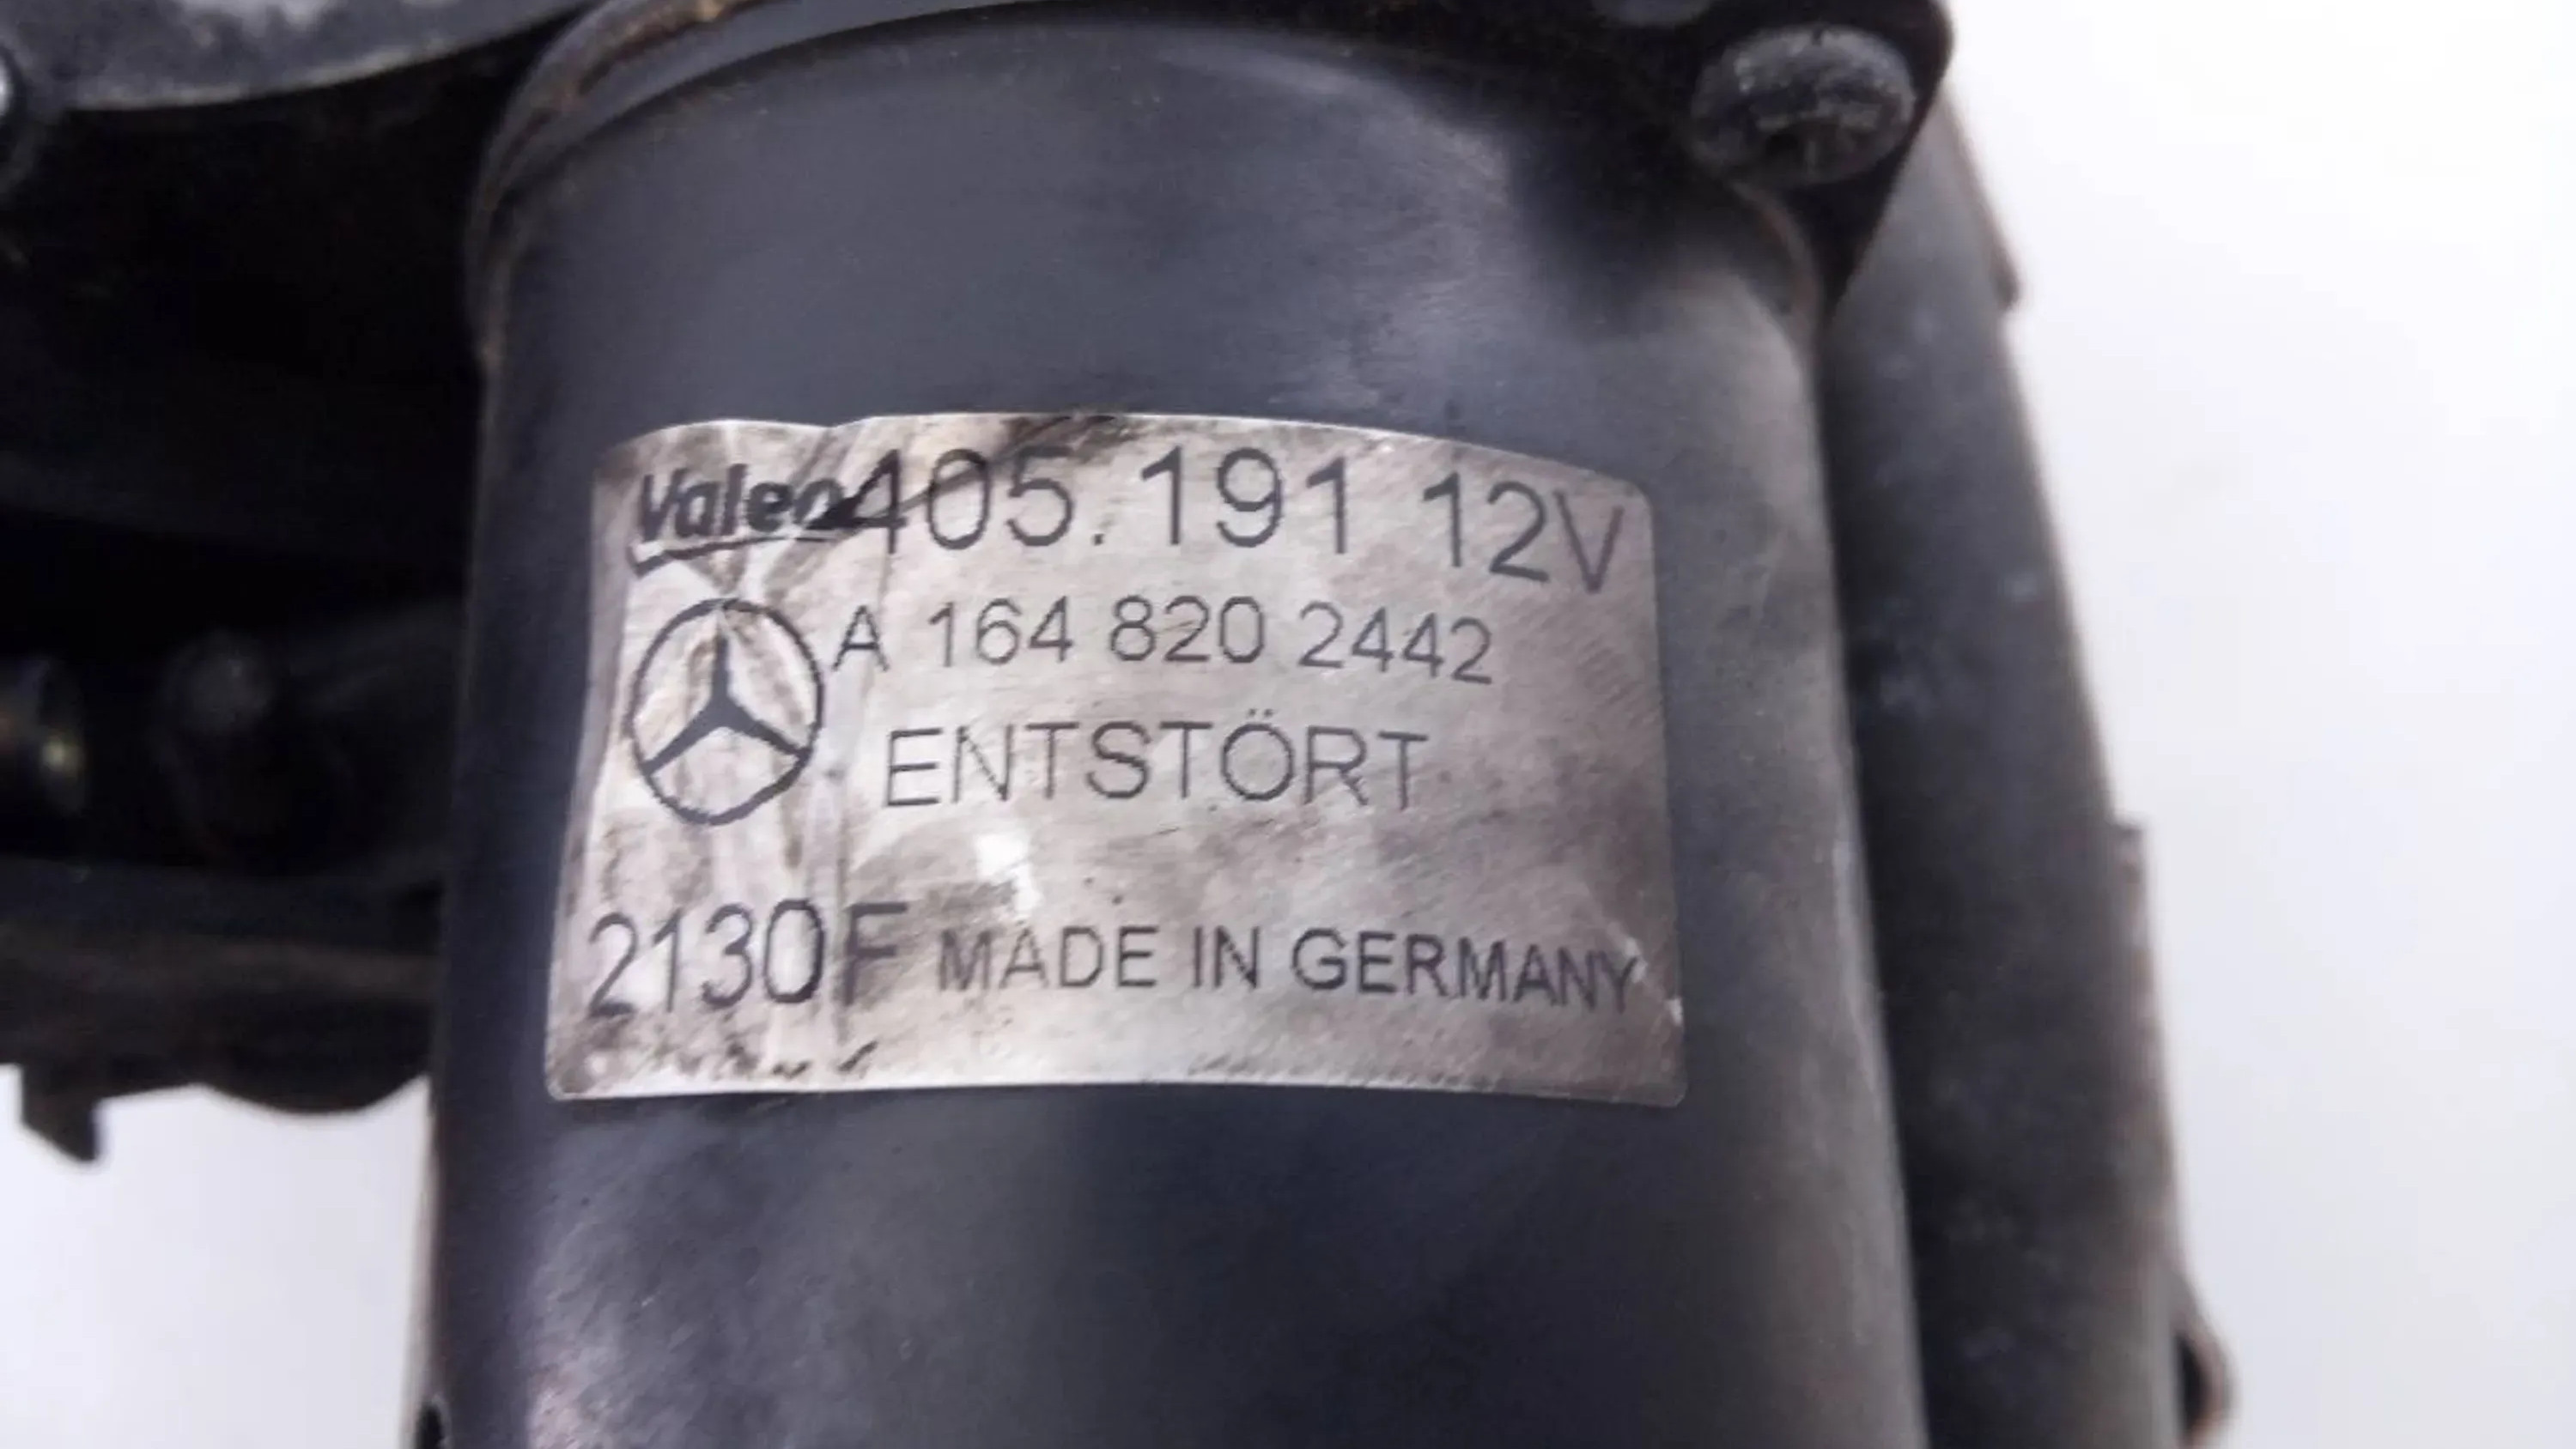 Valeo 405.191 12V
A 164 820 2442
ENTSTÖRT
2130F MADE IN GERMANY